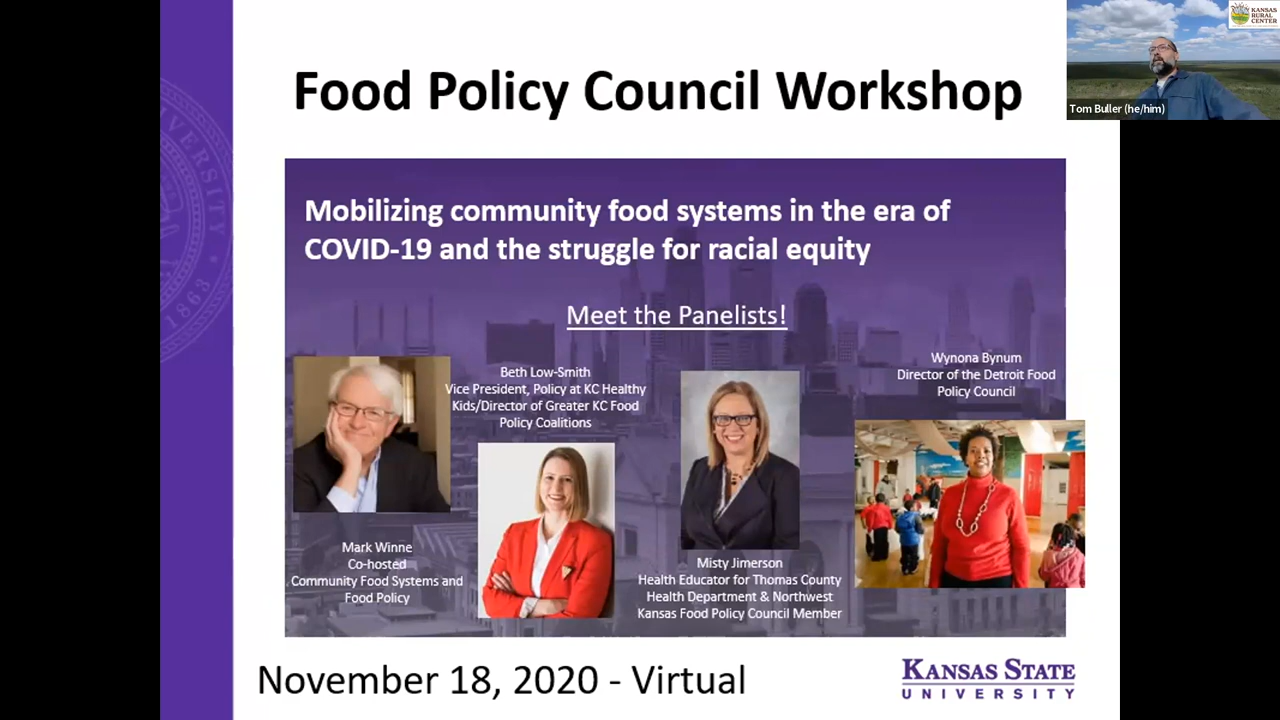 Food Policy Council Workshop
KANSAS
RURAL
CENTER
Tom Buller (he/him)
Mobilizing community food systems in the era of
COVID-19 and the struggle for racial equity
Meet the Panelists!
Beth Low-Smith
Vice President, Policy at KC Healthy
Kids/Director of Greater KC Food
Policy Coalitions
Wynona Bynum
Director of the Detroit Food
Policy Council
Mark Winne
Co-hosted
Community Food Systems and
Food Policy
Misty Jimerson
Health Educator for Thomas County
Health Department & Northwest
Kansas Food Policy Council Member
November 18, 2020 - Virtual
KANSAS STATE
UNIVERSITY
1863